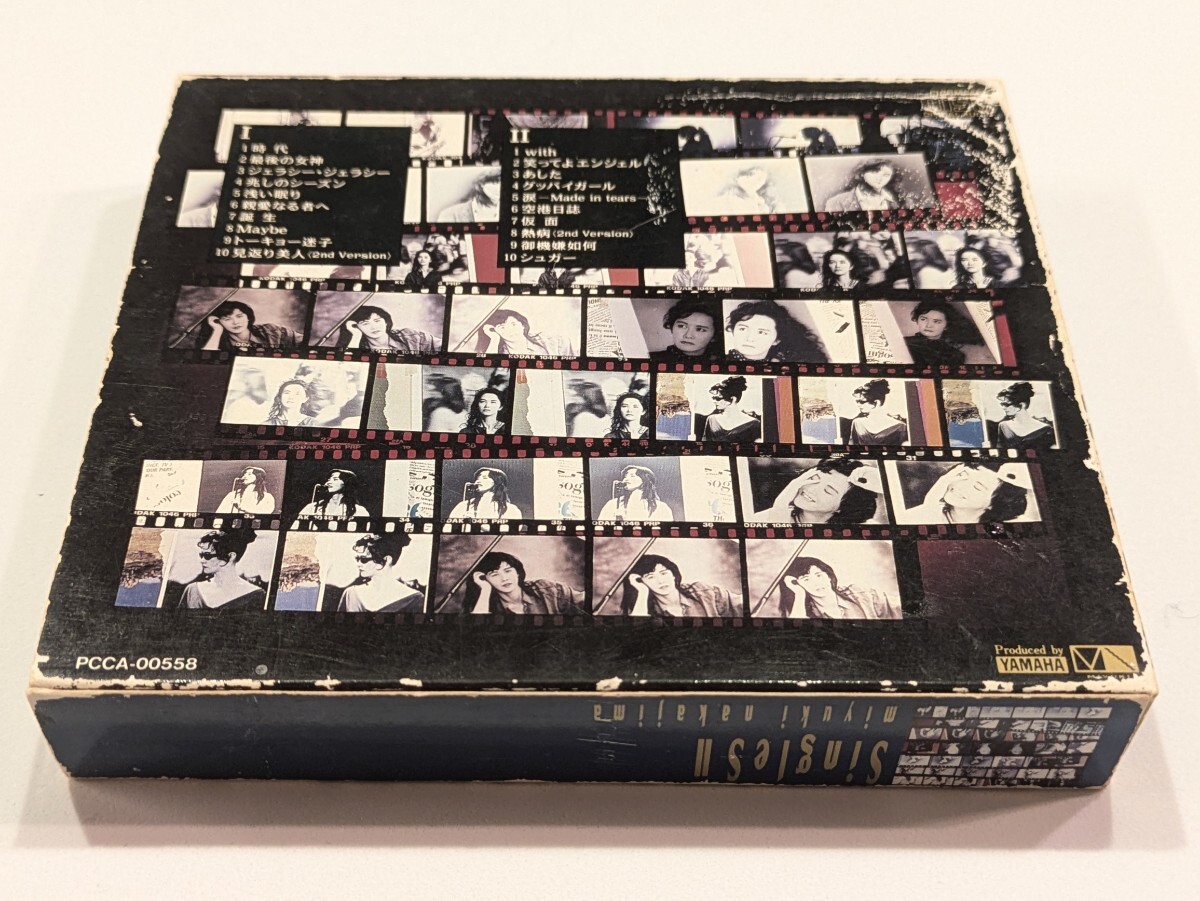 I
1 時代
2 最後の女神
3 ジェラシー・ジェラシー
4 兆しのシーズン
5 浅い眠り
6 親愛なる者へ
7 誕生
8 Maybe
9 トーキョー迷子
10 見返り美人〈2nd Version〉
II
1 with
2 笑ってよエンジェル
3 あした
4 グッバイガール
5 涙－Made in tears－
6 空港日誌
7 仮面
8 熱病〈2nd Version〉
9 御機嫌如何
10 シュガー
PCCA-00558
Produced by
YAMAHA
Singles II
miyuki nakajima